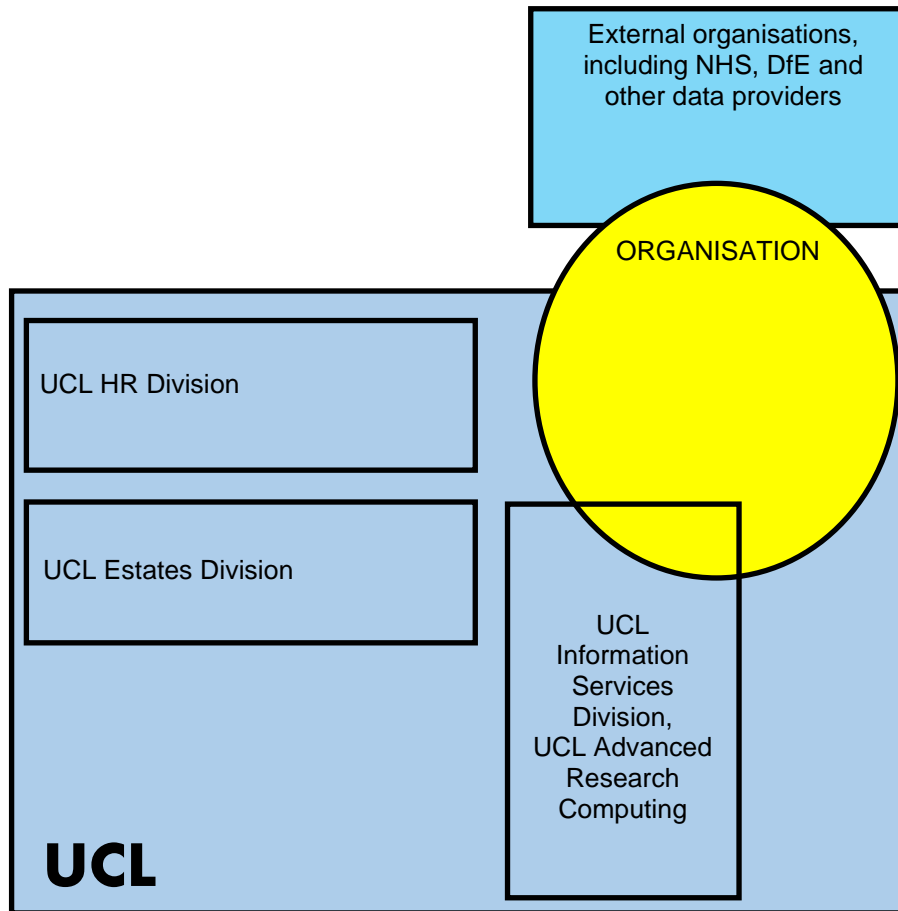 External organisations,
including NHS, DfE and
other data providers
ORGANISATION
UCL HR Division
UCL Estates Division
UCL
Information
Services
Division,
UCL Advanced
Research
Computing
UCL